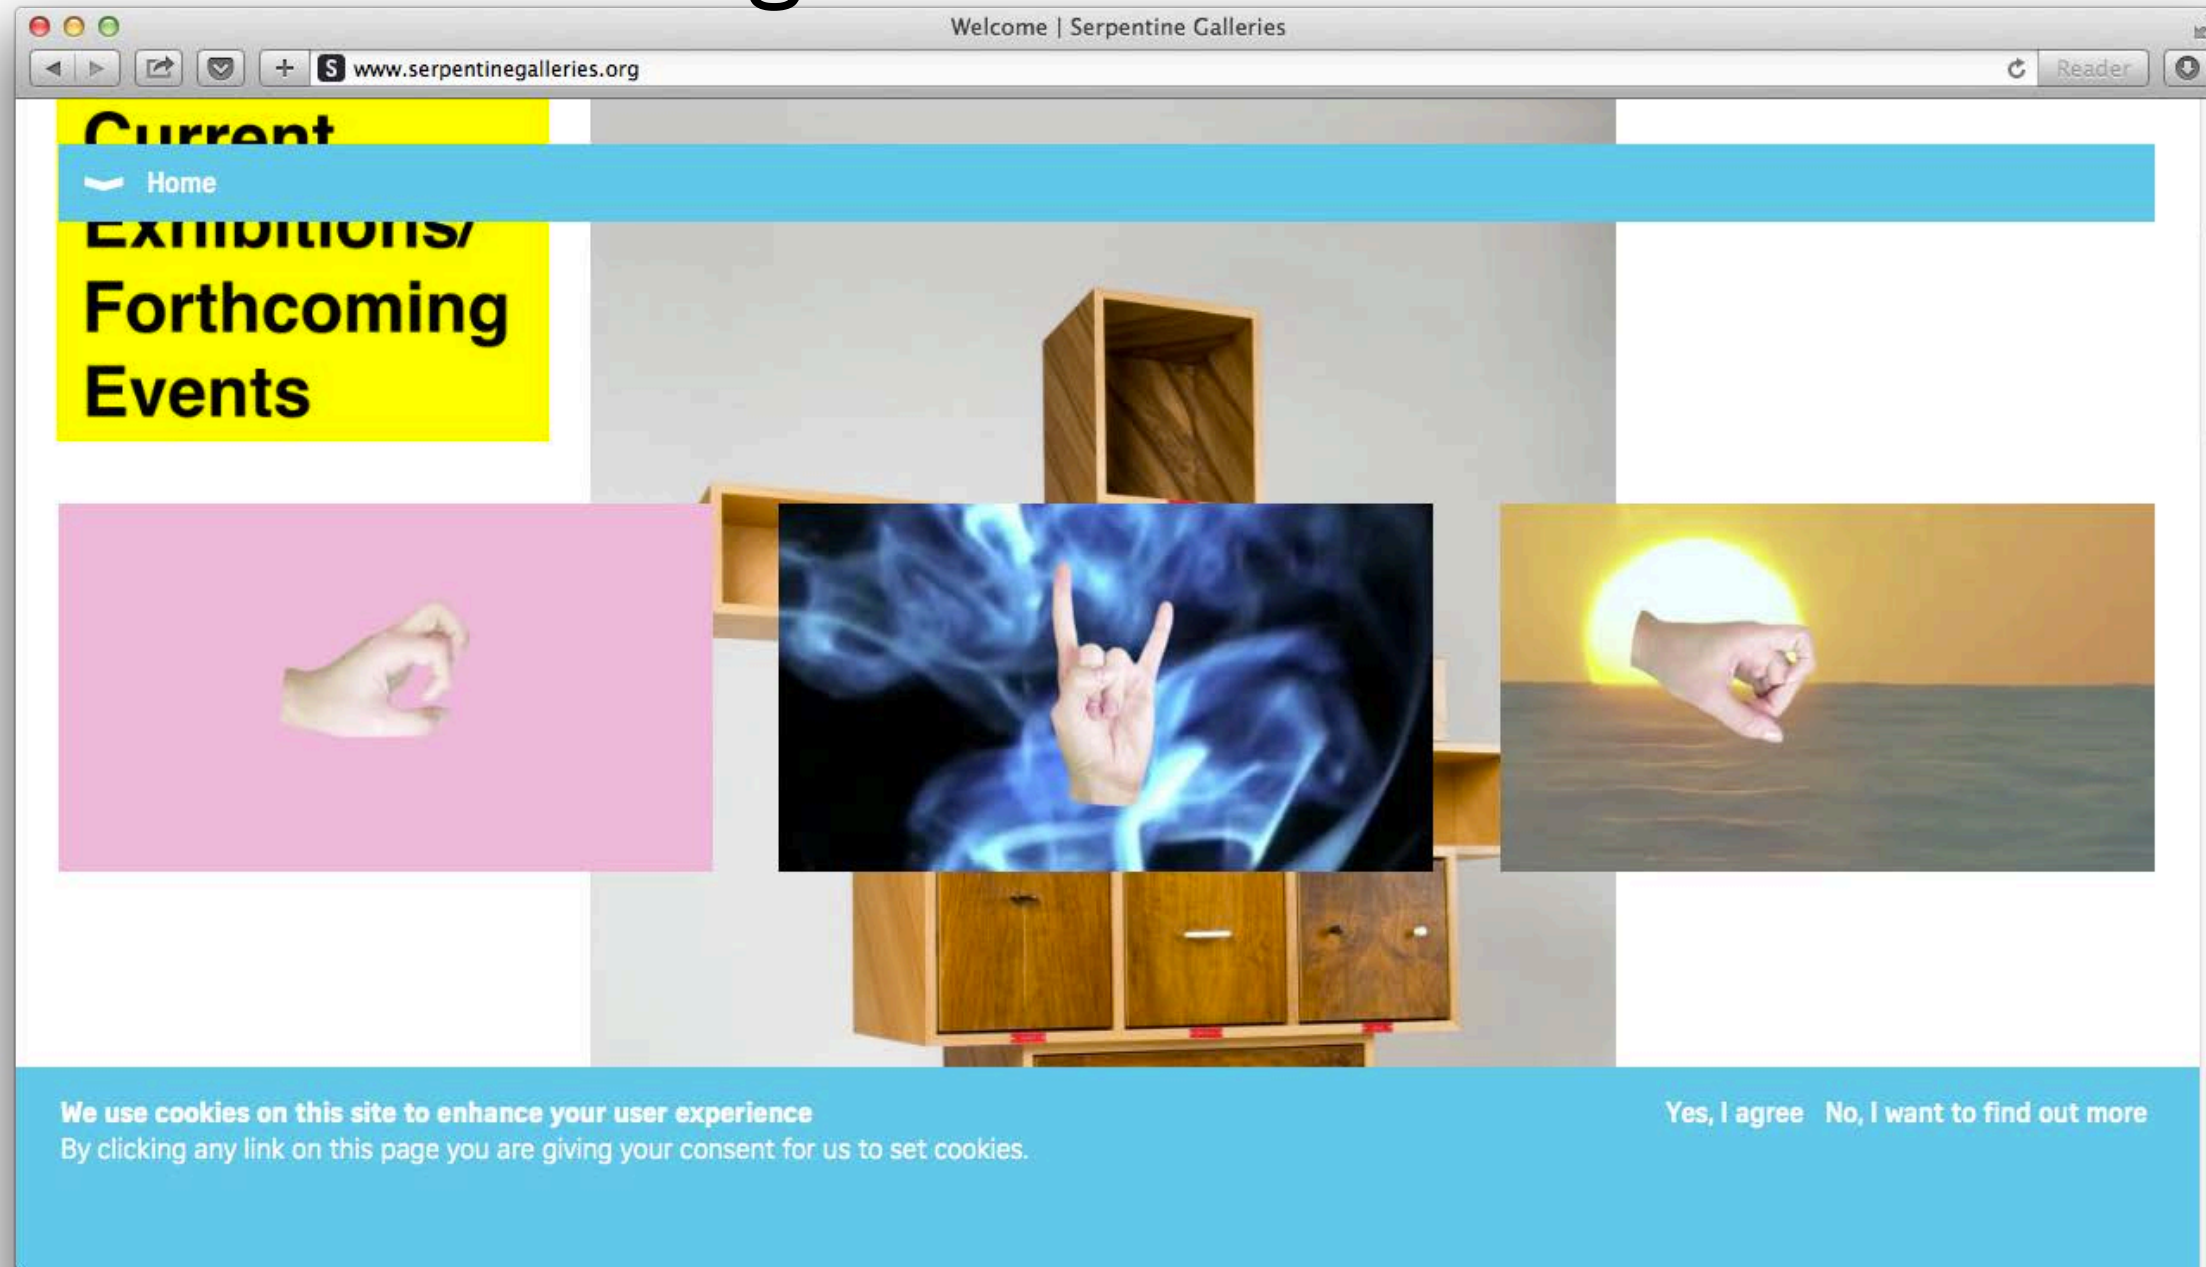 Welcome | Serpentine Galleries
www.serpentinegalleries.org
Reader
Current
Home
Exhibitions/
Forthcoming
Events
We use cookies on this site to enhance your user experience
By clicking any link on this page you are giving your consent for us to set cookies.
Yes, I agree No, I want to find out more